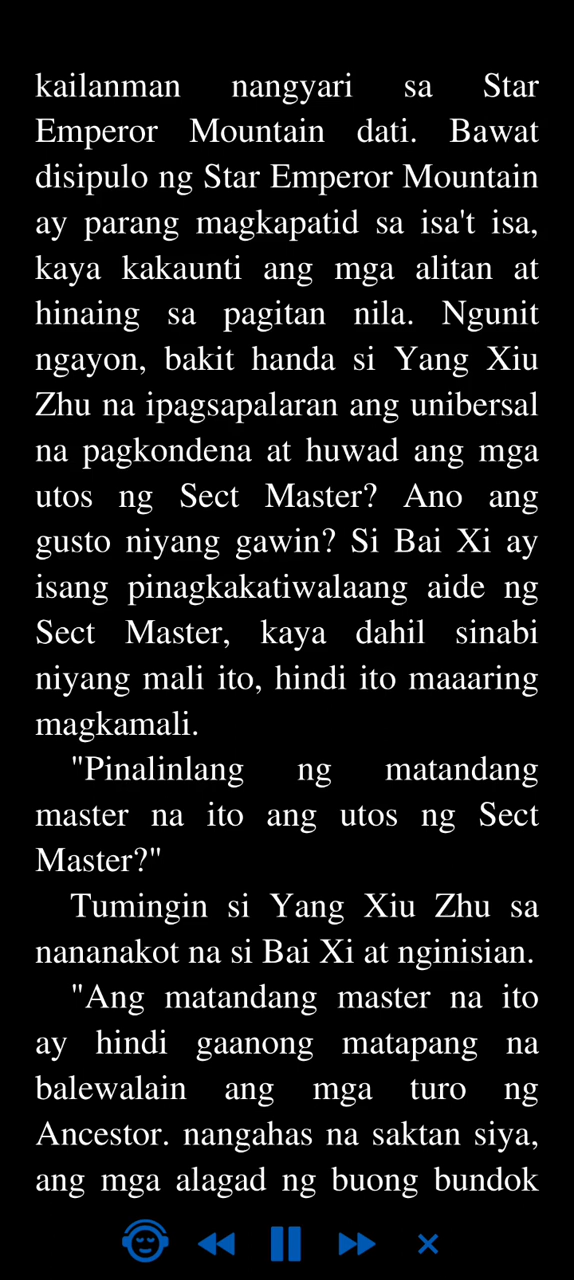 kailanman nangyari sa Star
Emperor Mountain dati. Bawat
disipulo ng Star Emperor Mountain
ay parang magkapatid sa isa't isa,
kaya kakaunti ang mga alitan at
hinaing sa pagitan nila. Ngunit
ngayon, bakit handa si Yang Xiu
Zhu na ipagsapalaran ang unibersal
na pagkondena at huwad ang mga
utos ng Sect Master? Ano ang
gusto niyang gawin? Si Bai Xi ay
isang pinagkakatiwalaang aide ng
Sect Master, kaya dahil sinabi
niyang mali ito, hindi ito maaaring
magkamali.
"Pinalinlang ng matandang
master na ito ang utos ng Sect
Master?"
Tumingin si Yang Xiu Zhu sa
nananakot na si Bai Xi at nginisian.
"Ang matandang master na ito
ay hindi gaanong matapang na
balewalain ang mga turo ng
Ancestor. nangahas na saktan siya,
ang mga alagad ng buong bundok